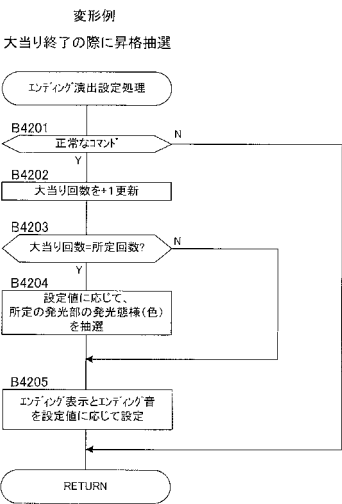 変形例
大当り終了の際に昇格抽選
エンディング演出設定処理
B4201
正常なコマンド
N
Y
B4202
大当り回数を+1更新
B4203
大当り回数=所定回数?
N
Y
B4204
設定値に応じて、
所定の発光部の発光態様(色)
を抽選
B4205
エンディング表示とエンディング音
を設定値に応じて設定
RETURN